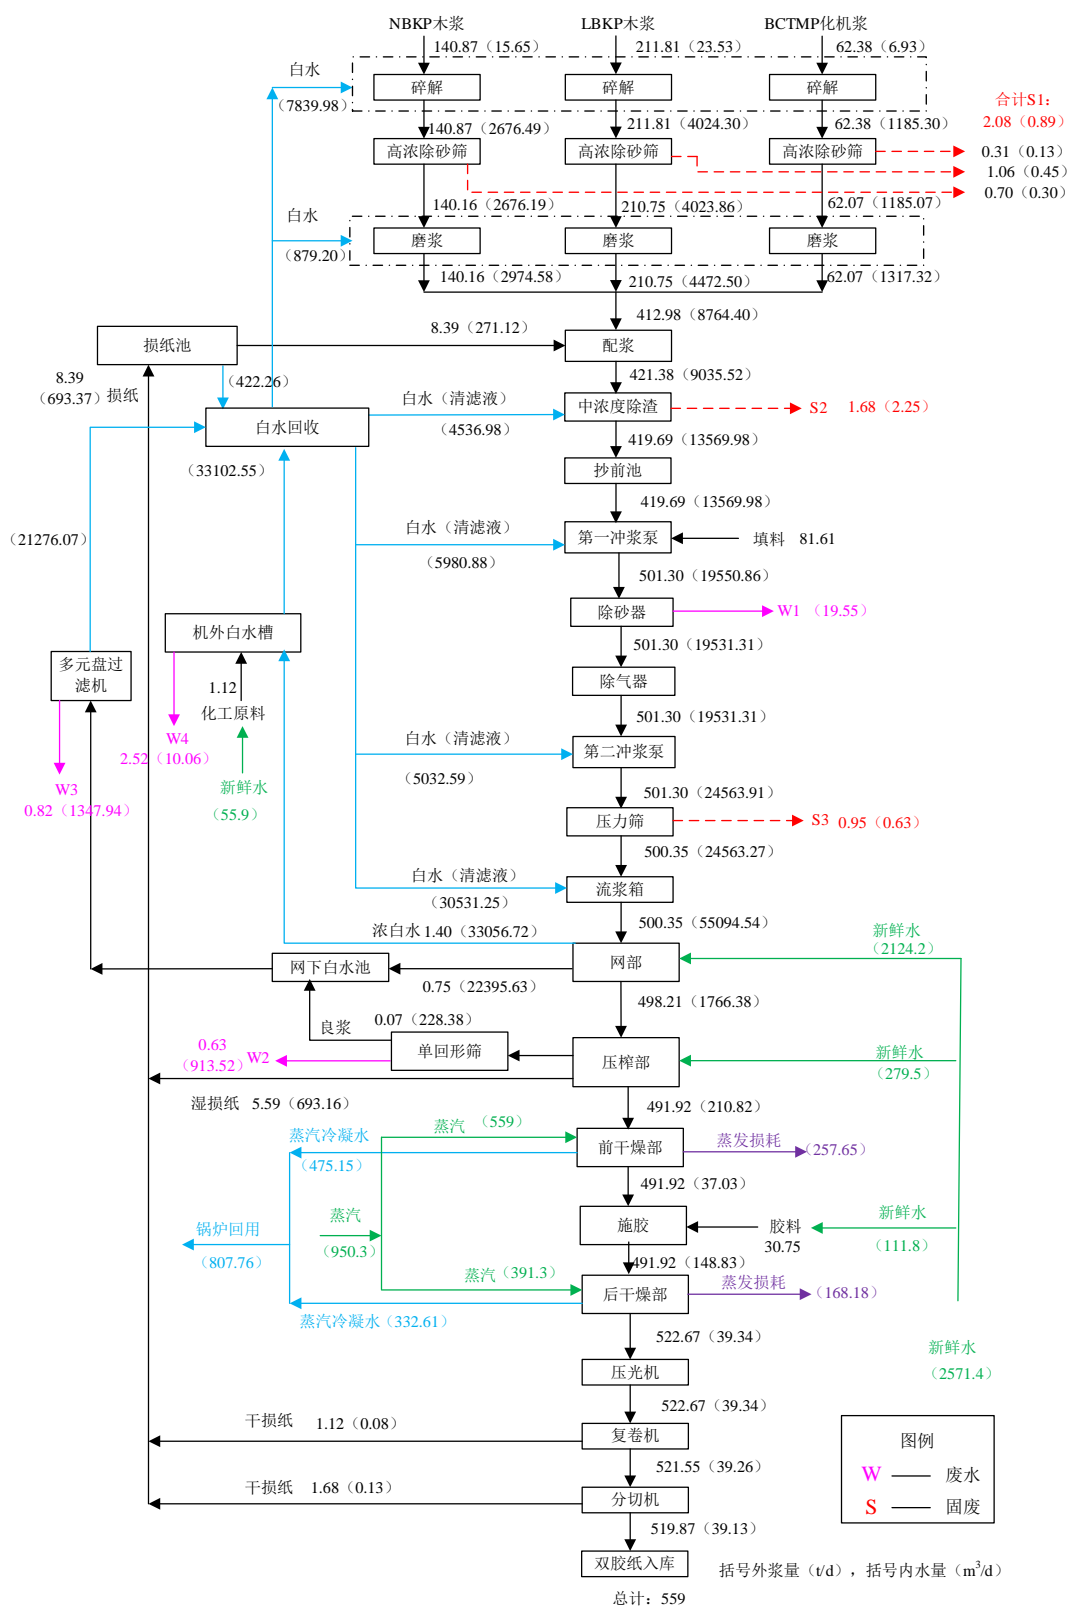 NBKP木浆
LBKP木浆
BCTMP化机浆
140.87（15.65）
211.81（23.53）
62.38（6.93）
白水
（7839.98）
碎解
碎解
碎解
合计S1：
2.08（0.89）
140.87（2676.49）
211.81（4024.30）
62.38（1185.30）
高浓除砂筛
高浓除砂筛
高浓除砂筛
0.31（0.13）
1.06（0.45）
0.70（0.30）
140.16（2676.19）
210.75（4023.86）
62.07（1185.07）
白水
（879.20）
磨浆
磨浆
磨浆
140.16（2974.58）
210.75（4472.50）
62.07（1317.32）
412.98（8764.40）
损纸池
8.39（271.12）
配浆
8.39
（693.37）
损纸
（422.26）
421.38（9035.52）
白水回收
白水（清滤液）
（4536.98）
中浓度除渣
S2
1.68（2.25）
（33102.55）
419.69（13569.98）
抄前池
419.69（13569.98）
（21276.07）
白水（清滤液）
（5980.88）
第一冲浆泵
填料
81.61
501.30（19550.86）
除砂器
W1
（19.55）
机外白水槽
501.30（19531.31）
多元盘过
滤机
1.12
化工原料
除气器
501.30（19531.31）
W4
2.52（10.06）
白水（清滤液）
（5032.59）
第二冲浆泵
W3
0.82（1347.94）
新鲜水
（55.9）
501.30（24563.91）
压力筛
S3
0.95（0.63）
500.35（24563.27）
白水（清滤液）
（30531.25）
流浆箱
500.35（55094.54）
浓白水
1.40（33056.72）
新鲜水
（2124.2）
网下白水池
网部
0.75（22395.63）
498.21（1766.38）
良浆
0.07（228.38）
0.63
（913.52）
W2
单回形筛
压榨部
新鲜水
（279.5）
湿损纸
5.59（693.16）
491.92（210.82）
蒸汽冷凝水
（475.15）
蒸汽
（559）
前干燥部
蒸发损耗
（257.65）
491.92（37.03）
锅炉回用
（807.76）
蒸汽
（950.3）
施胶
胶料
30.75
新鲜水
（111.8）
491.92（148.83）
蒸汽
（391.3）
后干燥部
蒸发损耗
（168.18）
蒸汽冷凝水
（332.61）
522.67（39.34）
新鲜水
（2571.4）
压光机
522.67（39.34）
干损纸
1.12（0.08）
复卷机
图例
521.55（39.26）
W
废水
干损纸
1.68（0.13）
分切机
S
固废
519.87（39.13）
双胶纸入库
括号外浆量（t/d），括号内水量（m³/d）
总计：559